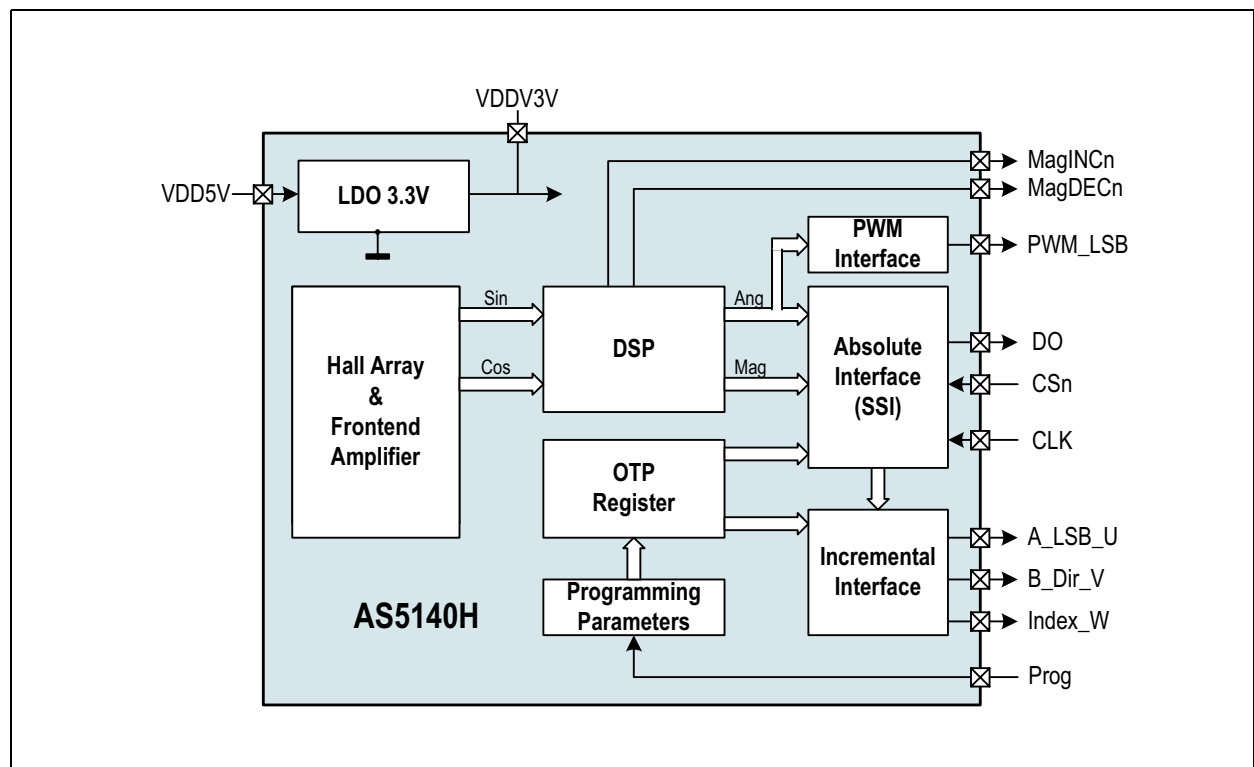 VDDV3V
MagINCn
VDD5V
LDO 3.3V
MagDECn
PWM
Interface
PWM_LSB
Sin
Ang
Hall Array
&
Frontend
Amplifier
DSP
Absolute
Interface
(SSI)
DO
Cos
Mag
CSn
CLK
OTP
Register
A_LSB_U
Incremental
Interface
B_Dir_V
Programming
Parameters
AS5140H
Index_W
Prog